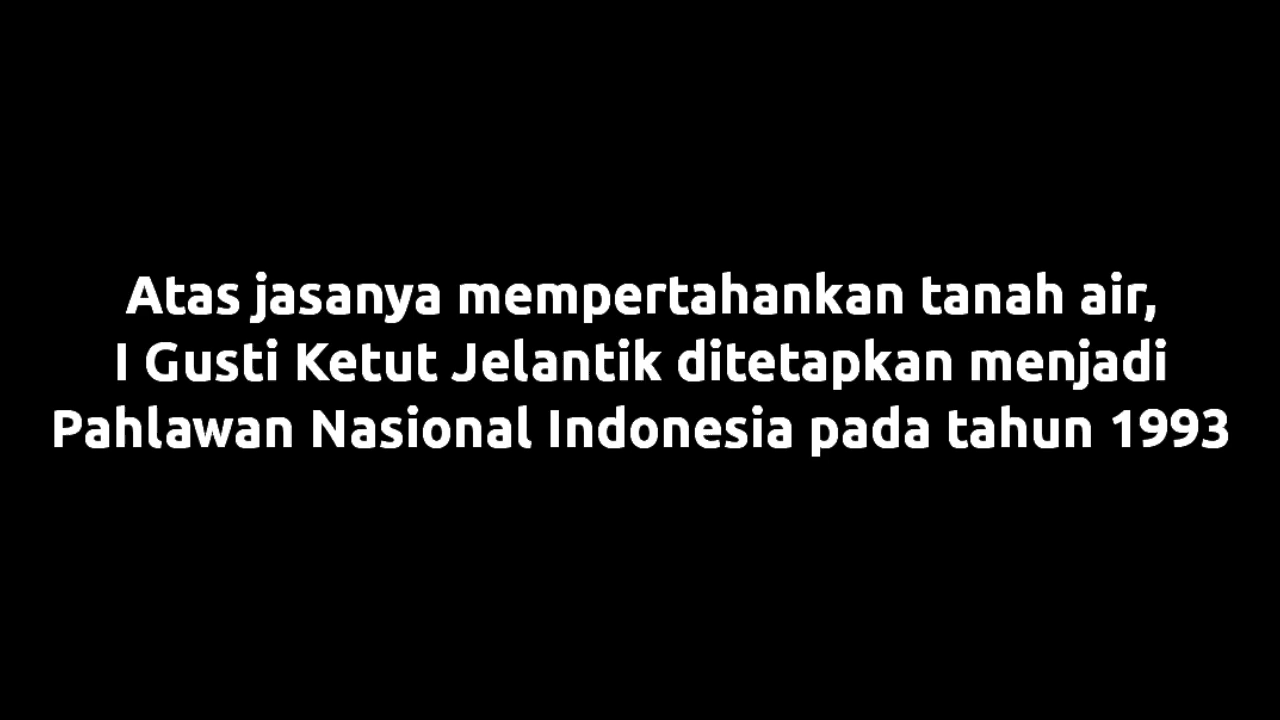 Atas jasanya mempertahankan tanah air,
I Gusti Ketut Jelantik ditetapkan menjadi
Pahlawan Nasional Indonesia pada tahun 1993